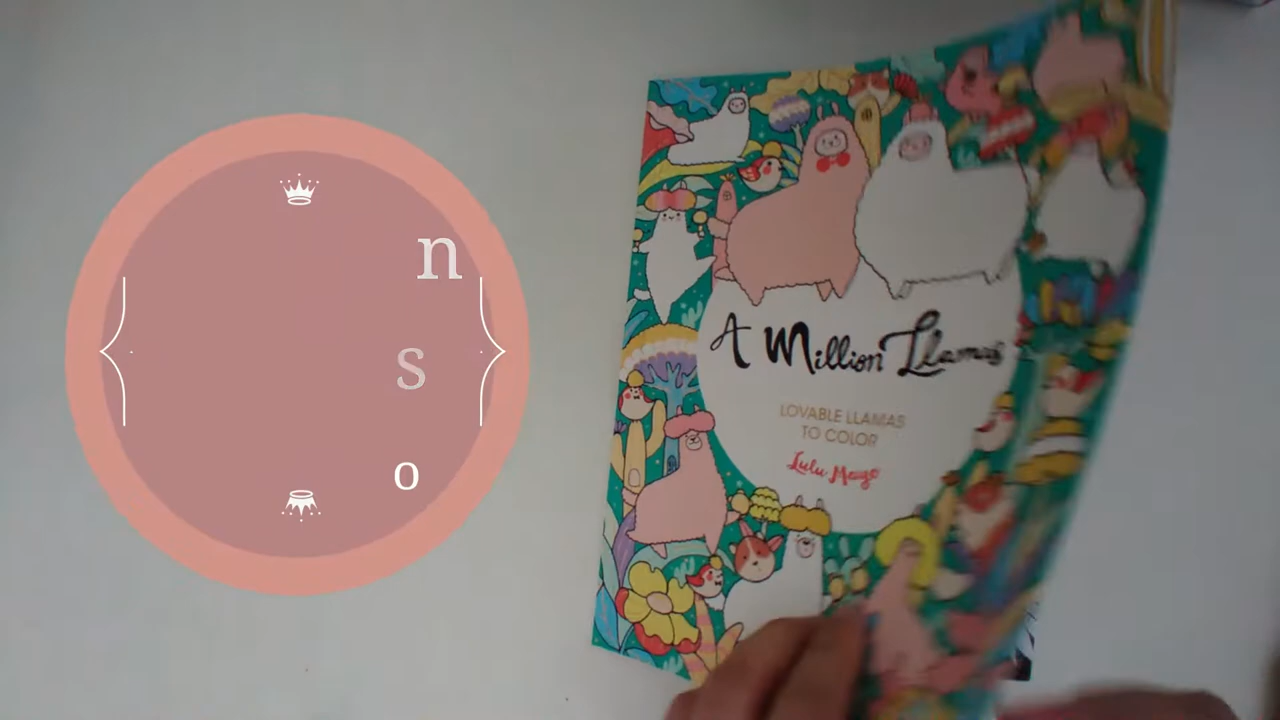 n
s
o
A Million Llamas
LOVABLE LLAMAS
TO COLOR
Lulu Mayo